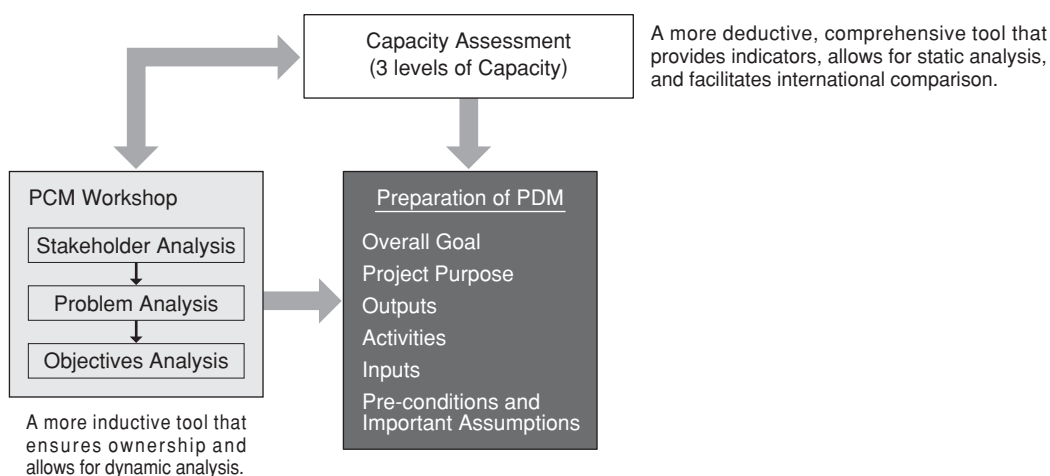 Capacity Assessment
(3 levels of Capacity)
A more deductive, comprehensive tool that
provides indicators, allows for static analysis,
and facilitates international comparison.
PCM Workshop
Stakeholder Analysis
Problem Analysis
Objectives Analysis
A more inductive tool that
ensures ownership and
allows for dynamic analysis.
Preparation of PDM
Overall Goal
Project Purpose
Outputs
Activities
Inputs
Pre-conditions and
Important Assumptions